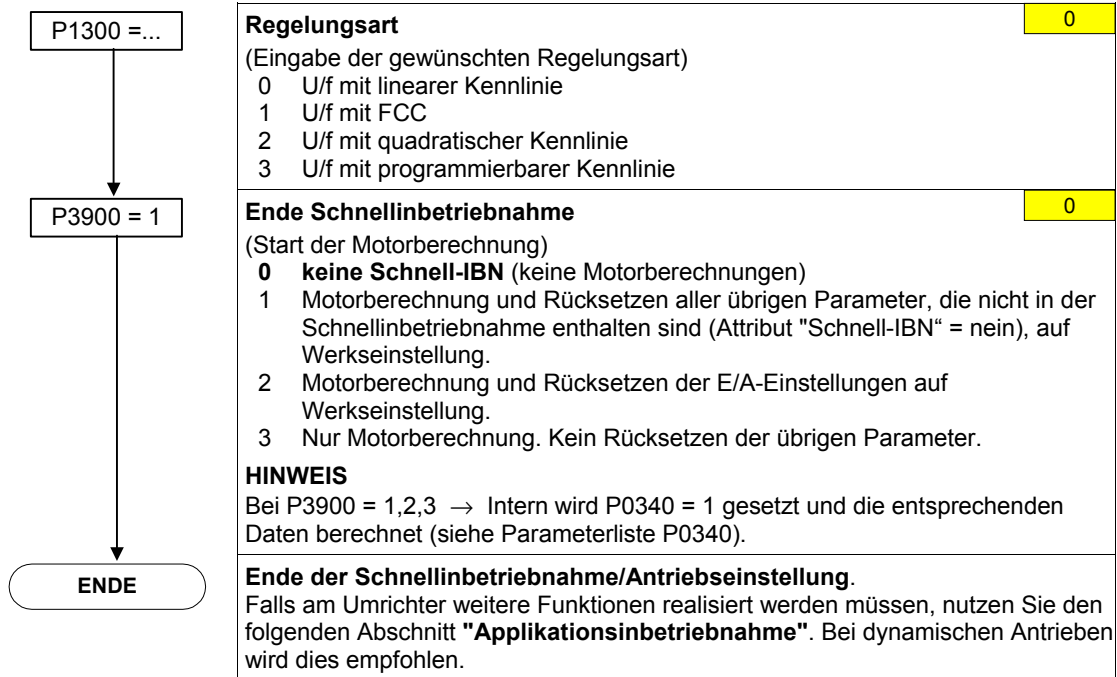 P1300 =...
Regelungsart
0
(Eingabe der gewünschten Regelungsart)
0 U/f mit linearer Kennlinie
1 U/f mit FCC
2 U/f mit quadratischer Kennlinie
3 U/f mit programmierbarer Kennlinie
P3900 = 1
Ende Schnellinbetriebnahme
0
(Start der Motorberechnung)
0 keine Schnell-IBN (keine Motorberechnungen)
1 Motorberechnung und Rücksetzen aller übrigen Parameter, die nicht in der
Schnellinbetriebnahme enthalten sind (Attribut "Schnell-IBN“ = nein), auf
Werkseinstellung.
2 Motorberechnung und Rücksetzen der E/A-Einstellungen auf
Werkseinstellung.
3 Nur Motorberechnung. Kein Rücksetzen der übrigen Parameter.
HINWEIS
Bei P3900 = 1,2,3 → Intern wird P0340 = 1 gesetzt und die entsprechenden
Daten berechnet (siehe Parameterliste P0340).
ENDE
Ende der Schnellinbetriebnahme/Antriebseinstellung.
Falls am Umrichter weitere Funktionen realisiert werden müssen, nutzen Sie den
folgenden Abschnitt "Applikationsinbetriebnahme". Bei dynamischen Antrieben
wird dies empfohlen.